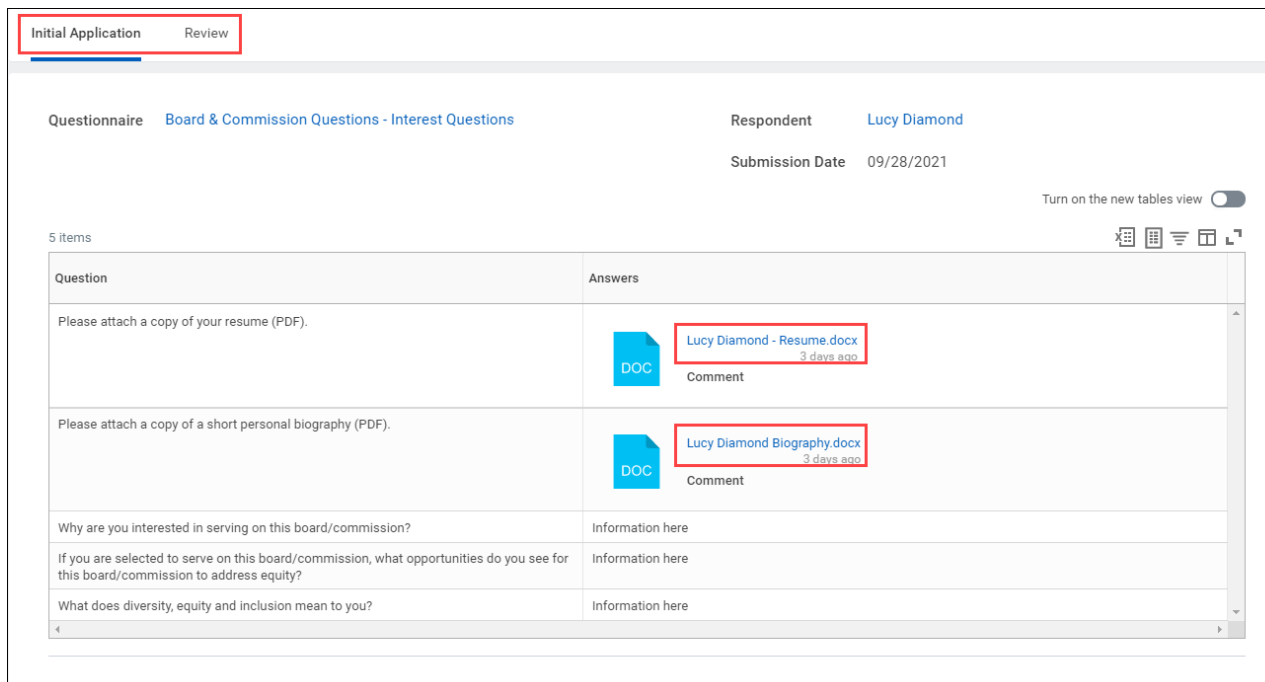 Initial Application Review
Questionnaire Board & Commission Questions - Interest Questions Respondent Lucy Diamond
Submission Date 09/28/2021
Turn on the new tables view
5 items
Question Answers
Please attach a copy of your resume (PDF).
DOC
Lucy Diamond - Resume.docx
3 days ago
Comment
Please attach a copy of a short personal biography (PDF).
DOC
Lucy Diamond Biography.docx
3 days ago
Comment
Why are you interested in serving on this board/commission? Information here
If you are selected to serve on this board/commission, what opportunities do you see for
this board/commission to address equity?
Information here
What does diversity, equity and inclusion mean to you? Information here